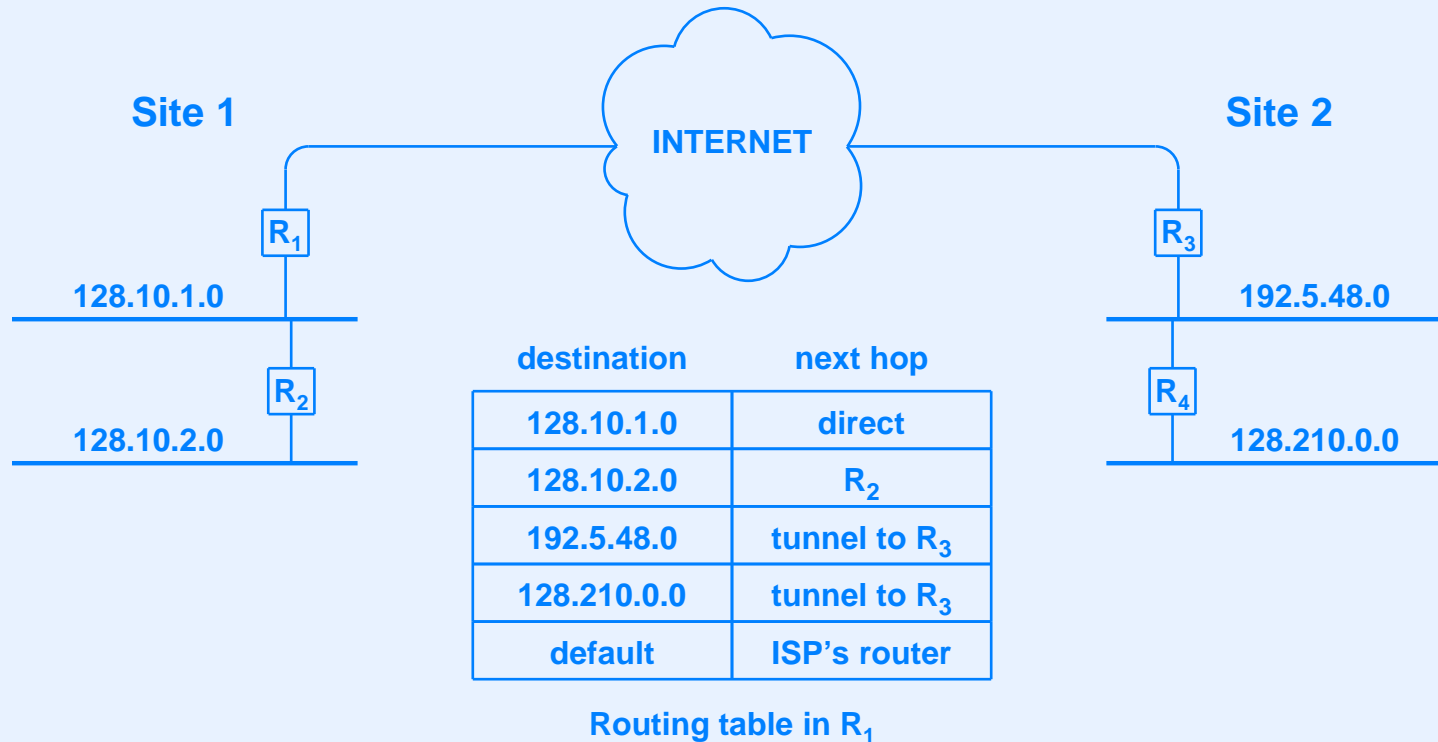 Site 1
Site 2
INTERNET
R1
R3
128.10.1.0
192.5.48.0
R2
R4
128.10.2.0
128.210.0.0
destination next hop
128.10.1.0 direct
128.10.2.0 R2
192.5.48.0 tunnel to R3
128.210.0.0 tunnel to R3
default ISP’s router
Routing table in R1